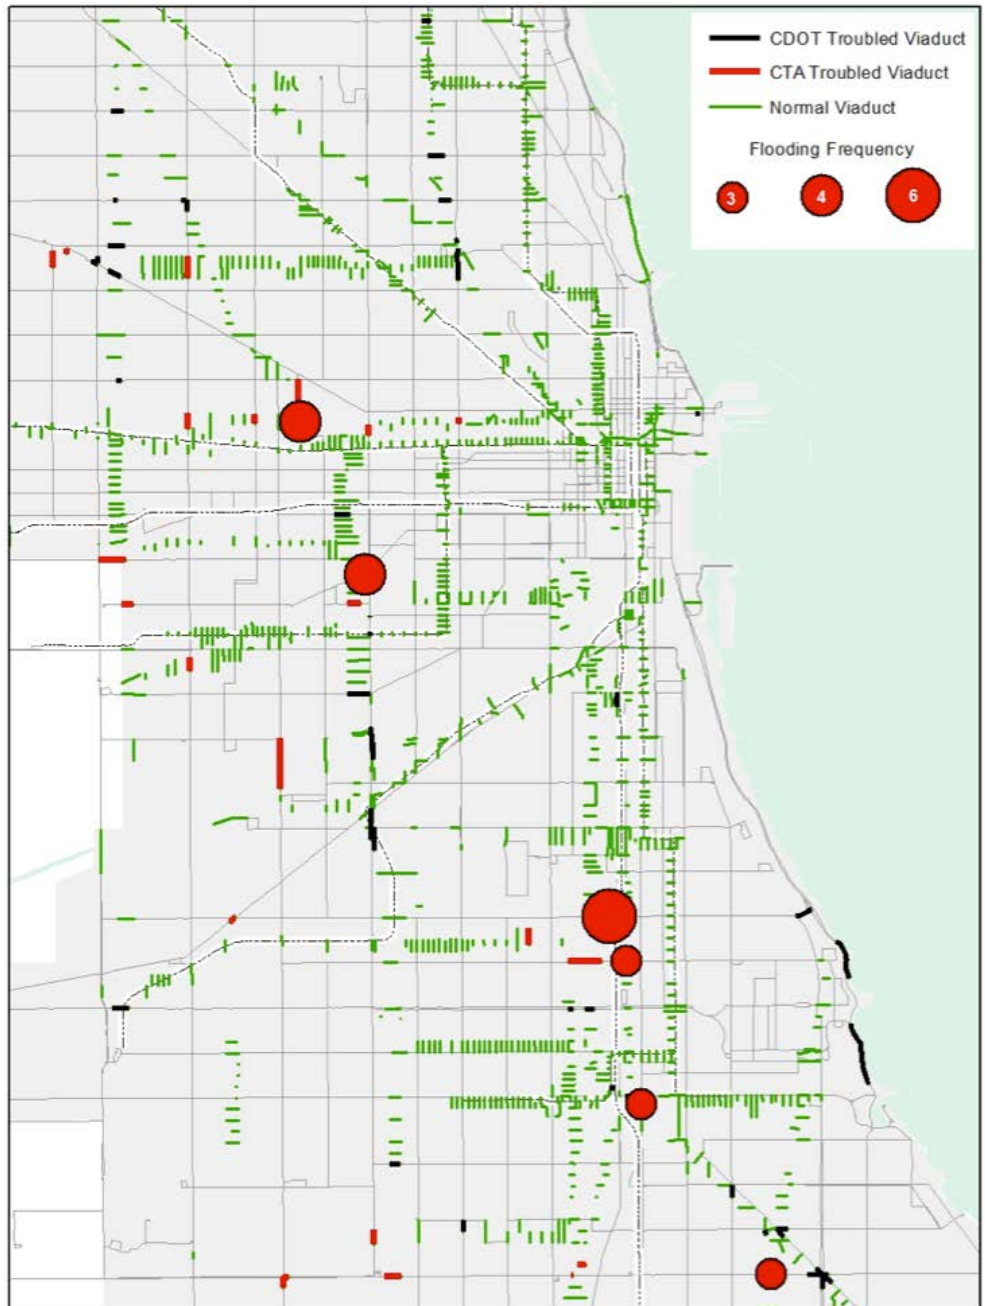 CDOT Troubled Viaduct
CTA Troubled Viaduct
Normal Viaduct
Flooding Frequency
3 4 6